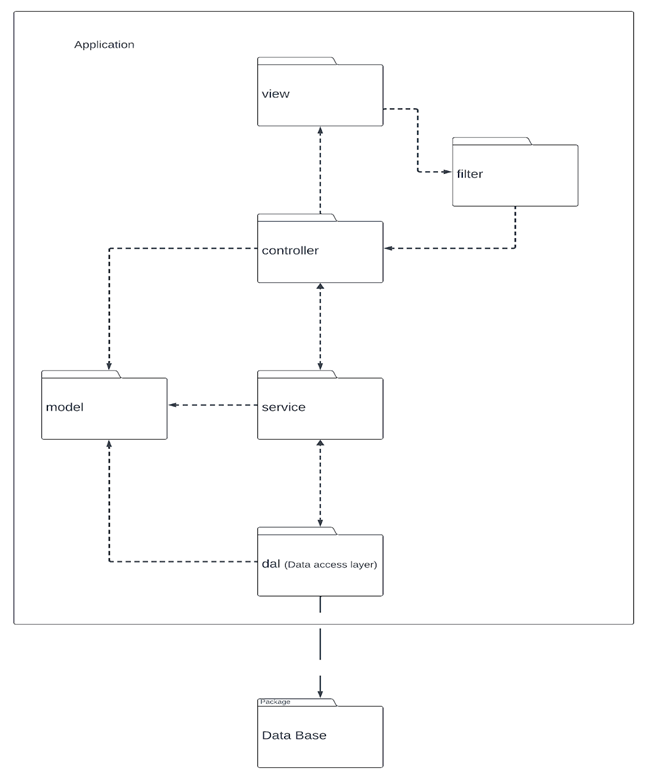 Application
view
filter
controller
model
service
dal (Data access layer)
Package
Data Base